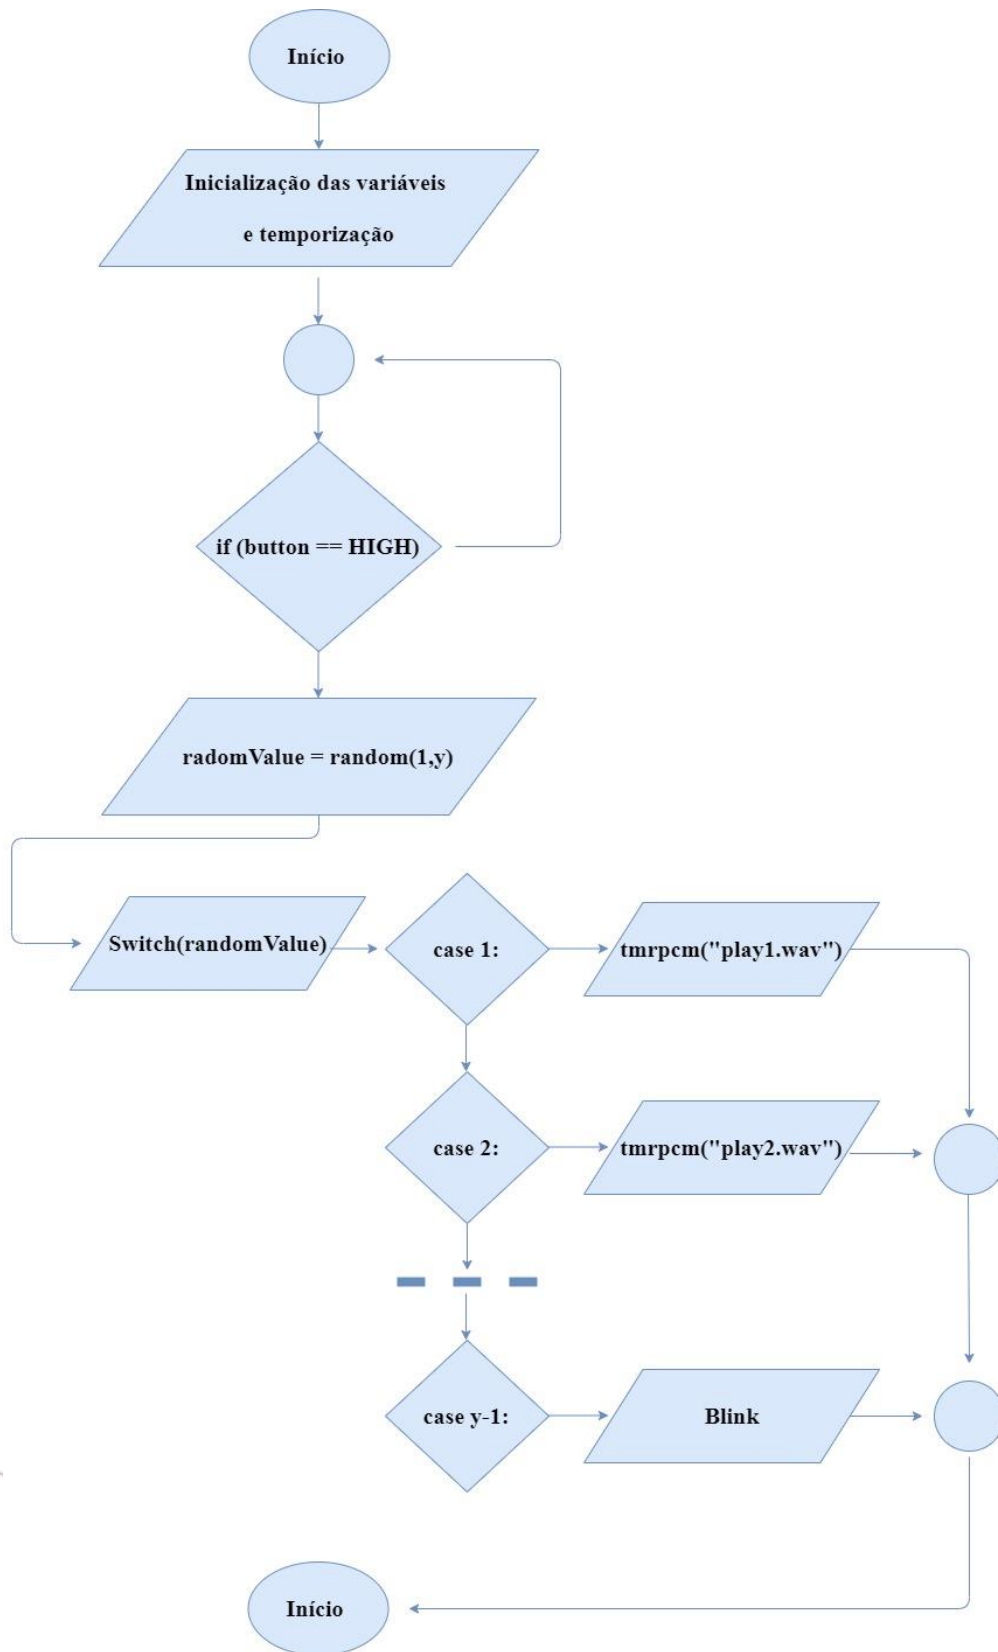 Início
Inicialização das variáveis
e temporização
if (button == HIGH)
radomValue = random(1,y)
Switch(randomValue)
case 1:
tmrpcm("play1.wav")
case 2:
tmrpcm("play2.wav")
case y-1:
Blink
Início